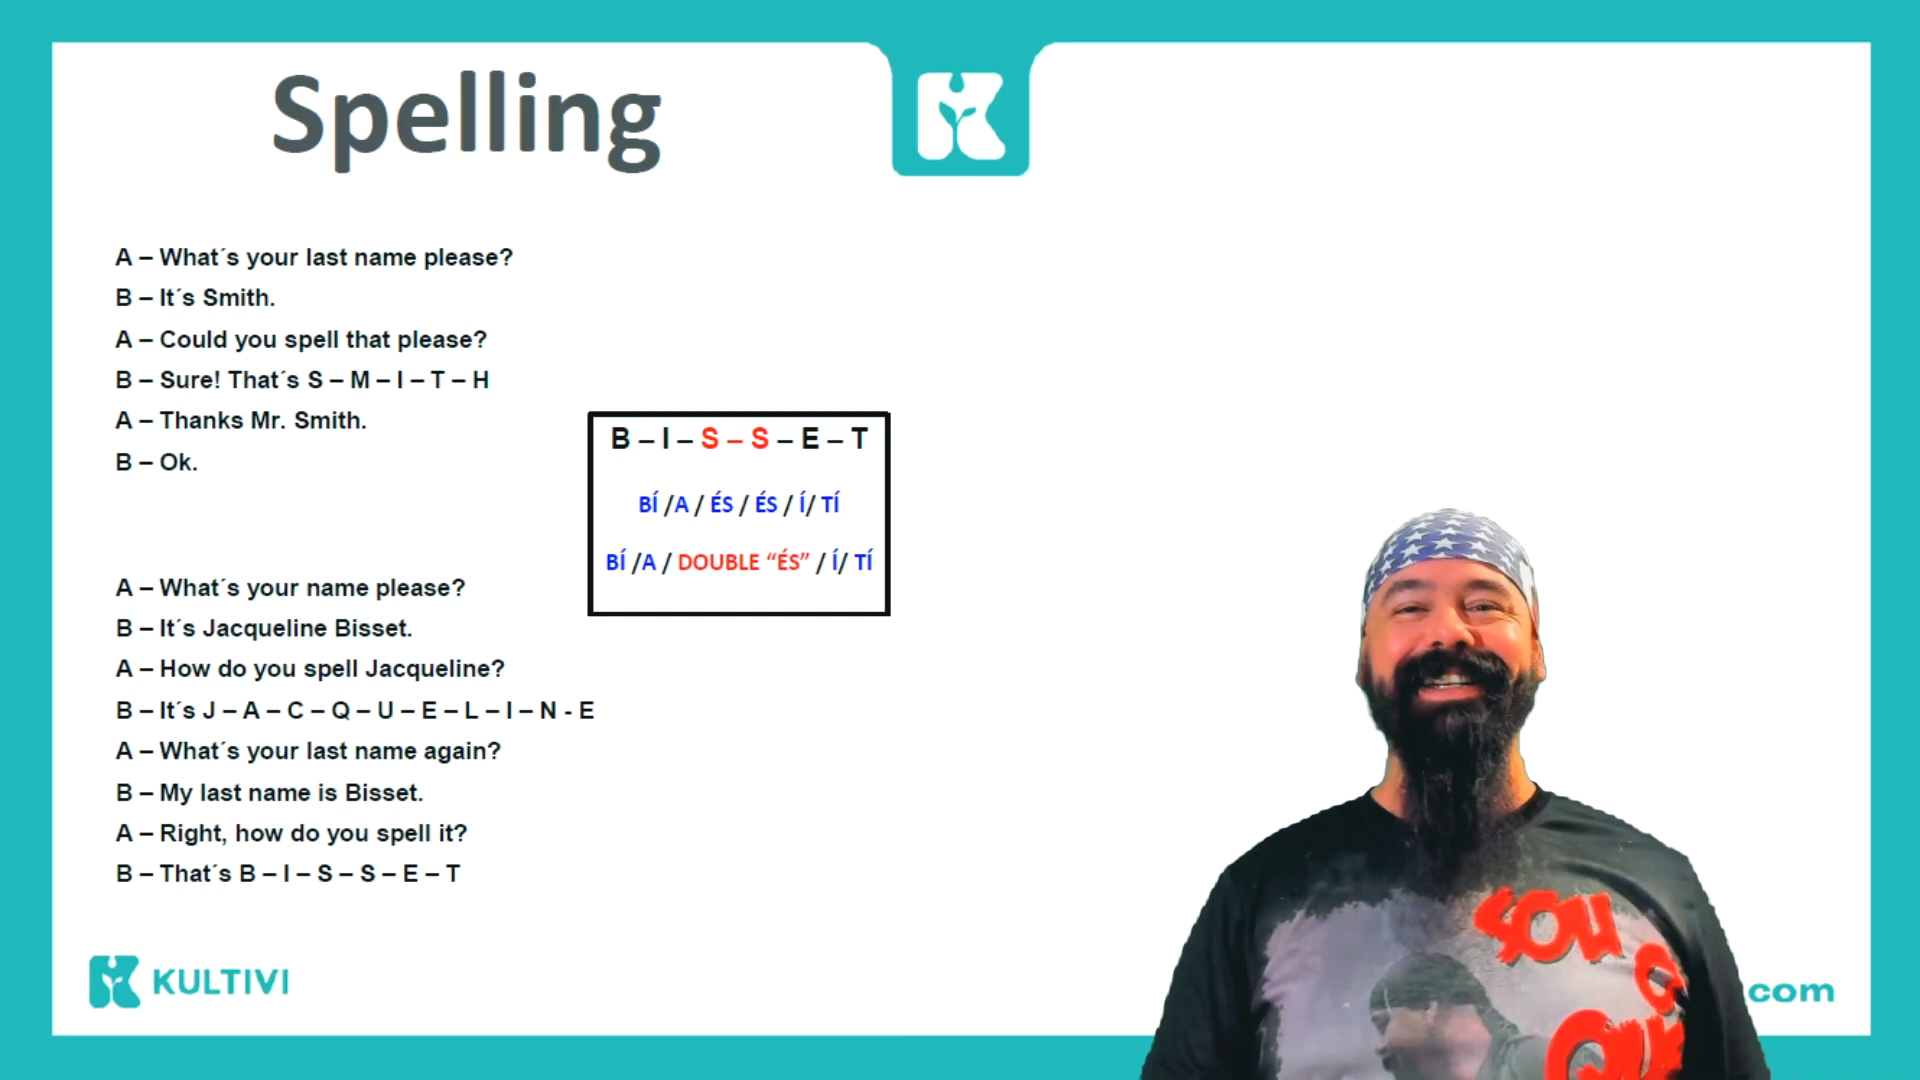 Spelling
A – What´s your last name please?
B – It´s Smith.
A – Could you spell that please?
B – Sure! That´s S – M – I – T – H
A – Thanks Mr. Smith.
B – Ok.
B – I – S – S – E – T
BÍ /A / ÉS / ÉS / Í/ TÍ
BÍ /A / DOUBLE “ÉS” / Í/ TÍ
A – What´s your name please?
B – It´s Jacqueline Bisset.
A – How do you spell Jacqueline?
B – It´s J – A – C – Q – U – E – L – I – N - E
A – What´s your last name again?
B – My last name is Bisset.
A – Right, how do you spell it?
B – That´s B – I – S – S – E – T
KULTIVI
SOU
O
com